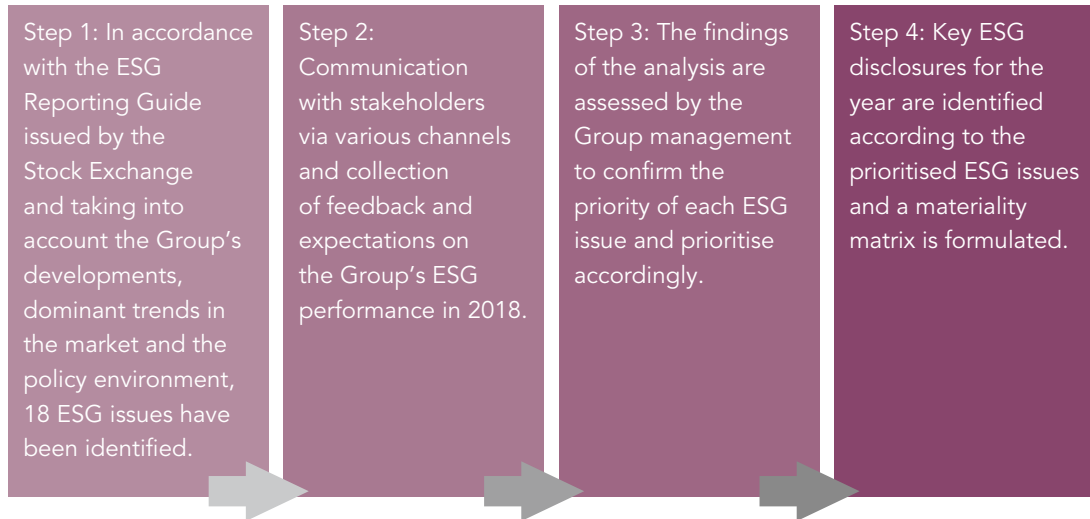 Step 1: In accordance
with the ESG
Reporting Guide
issued by the
Stock Exchange
and taking into
account the Group’s
developments,
dominant trends in
the market and the
policy environment,
18 ESG issues have
been identified.
Step 2:
Communication
with stakeholders
via various channels
and collection
of feedback and
expectations on
the Group’s ESG
performance in 2018.
Step 3: The findings
of the analysis are
assessed by the
Group management
to confirm the
priority of each ESG
issue and prioritise
accordingly.
Step 4: Key ESG
disclosures for the
year are identified
according to the
prioritised ESG issues
and a materiality
matrix is formulated.